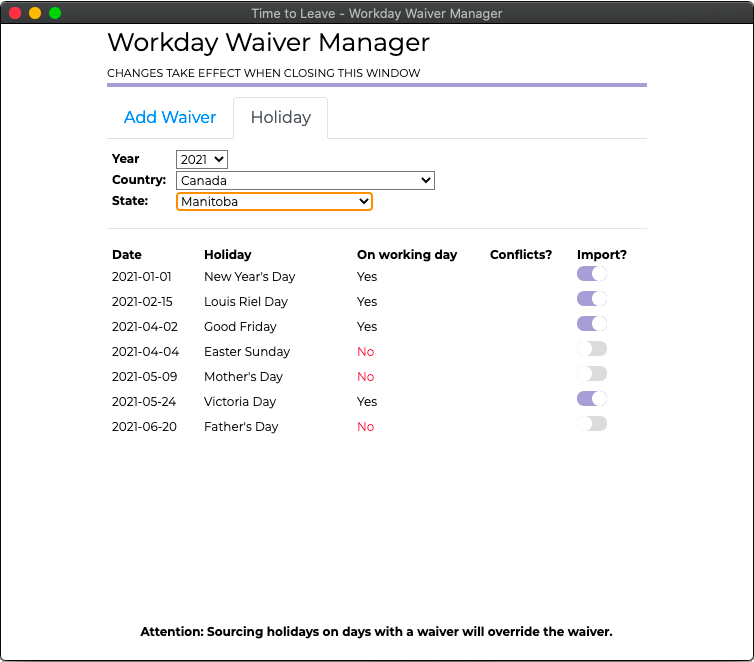 Time to Leave - Workday Waiver Manager
Workday Waiver Manager
CHANGES TAKE EFFECT WHEN CLOSING THIS WINDOW
Add Waiver Holiday
Year 2021
Country: Canada
State: Manitoba
Date Holiday On working day Conflicts? Import?
2021-01-01 New Year's Day Yes
2021-02-15 Louis Riel Day Yes
2021-04-02 Good Friday Yes
2021-04-04 Easter Sunday No
2021-05-09 Mother's Day No
2021-05-24 Victoria Day Yes
2021-06-20 Father's Day No
Attention: Sourcing holidays on days with a waiver will override the waiver.